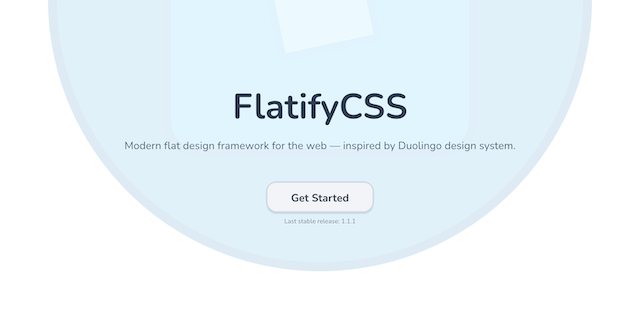 FlatifyCSS
Modern flat design framework for the web — inspired by Duolingo design system.
Get Started
Last stable release: 1.1.1